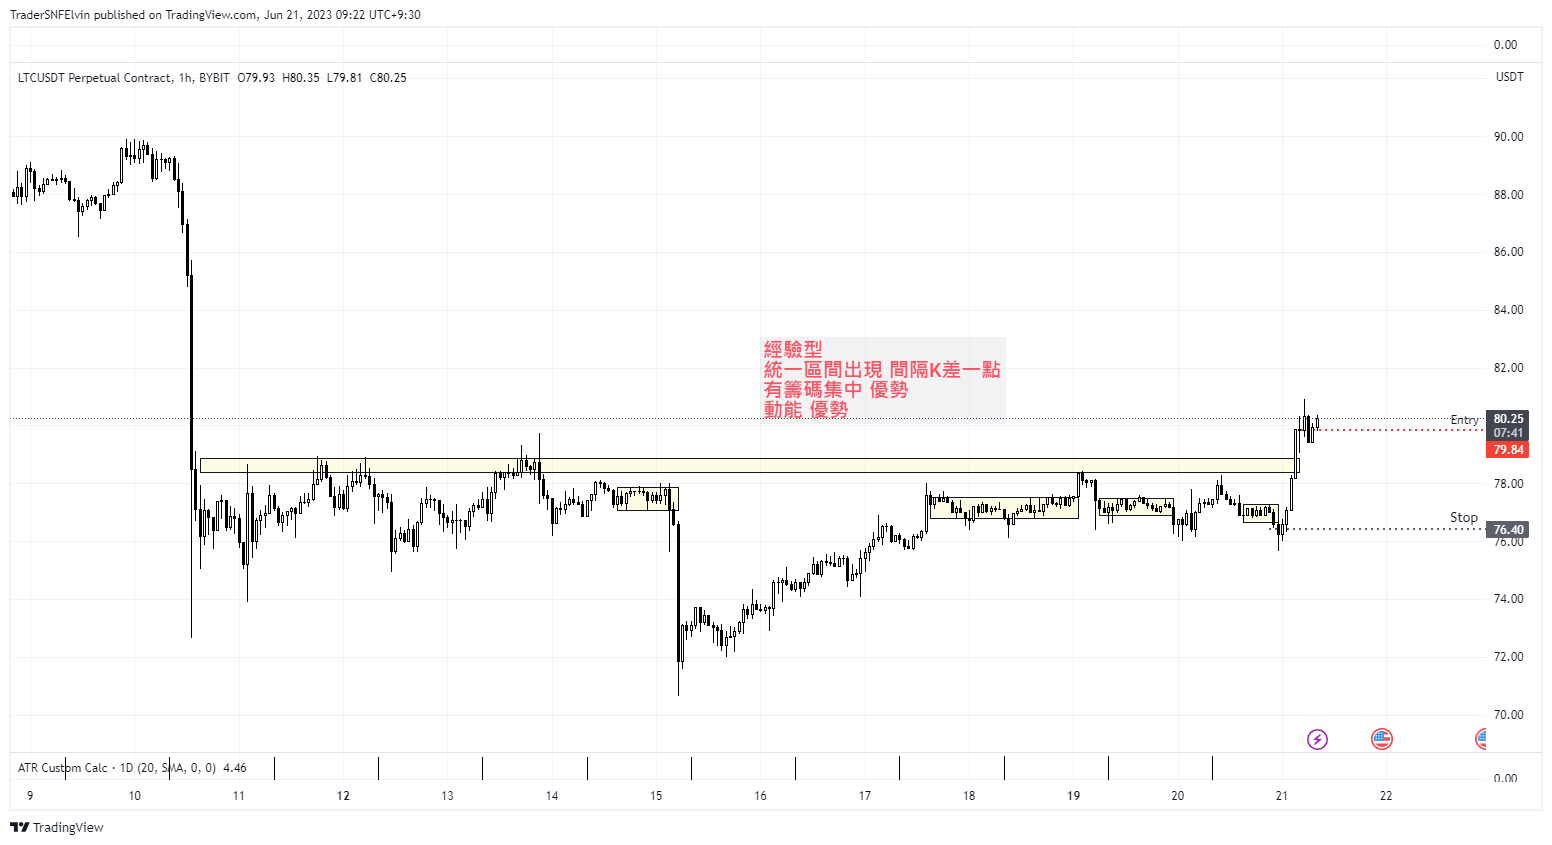 TraderSNFElvin published on TradingView.com, Jun 21, 2023 09:22 UTC+9:30
0.00
LTCUSDT Perpetual Contract, 1h, BYBIT O79.93 H80.35 L79.81 C80.25
USDT
90.00
88.00
86.00
84.00
82.00
經驗型
統一區間出現 間隔K差一點
有籌碼集中 優勢
動能 優勢
Entry
80.25
07:41
79.84
78.00
Stop
76.40
76.00
74.00
72.00
70.00
ATR Custom Calc · 1D (20, SMA, 0, 0) 4.46
0.00
9 10 11 12 13 14 15 16 17 18 19 20 21 22
TradingView